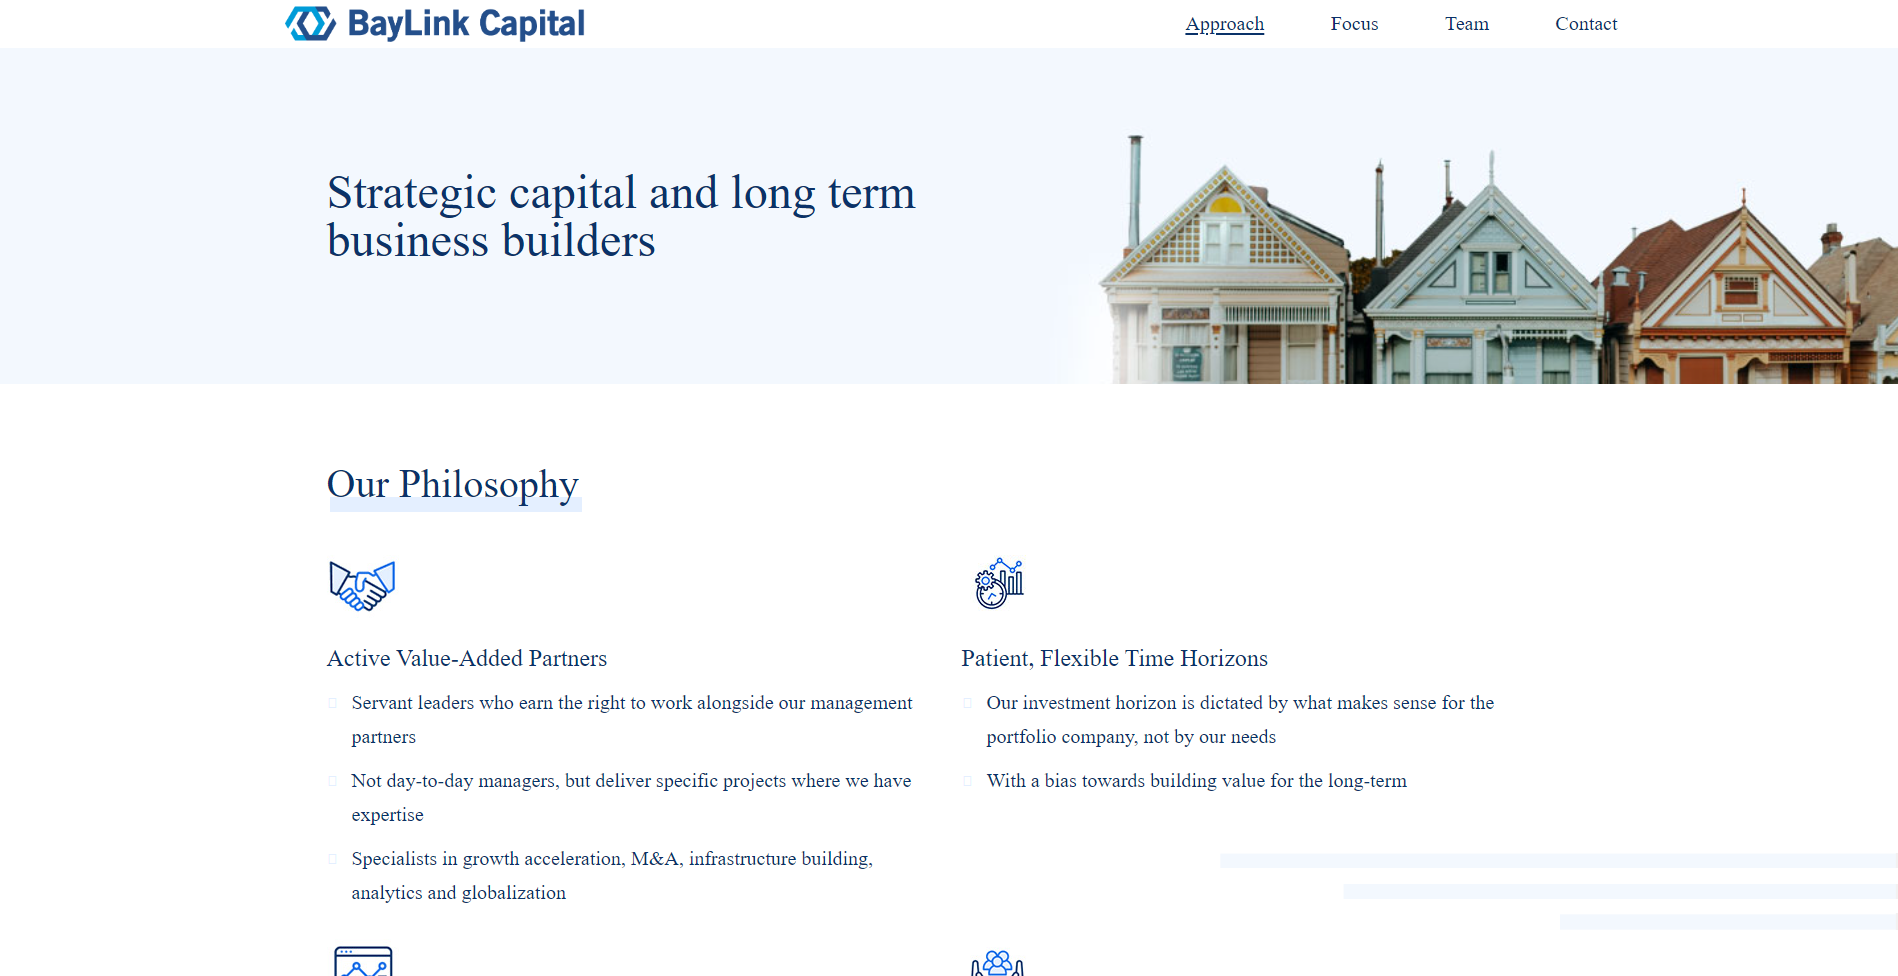 BayLink Capital
Approach
Focus
Team
Contact
Strategic capital and long term
business builders
Our Philosophy
Active Value-Added Partners
Servant leaders who earn the right to work alongside our management
partners
Not day-to-day managers, but deliver specific projects where we have
expertise
Specialists in growth acceleration, M&A, infrastructure building,
analytics and globalization
Patient, Flexible Time Horizons
Our investment horizon is dictated by what makes sense for the
portfolio company, not by our needs
With a bias towards building value for the long-term